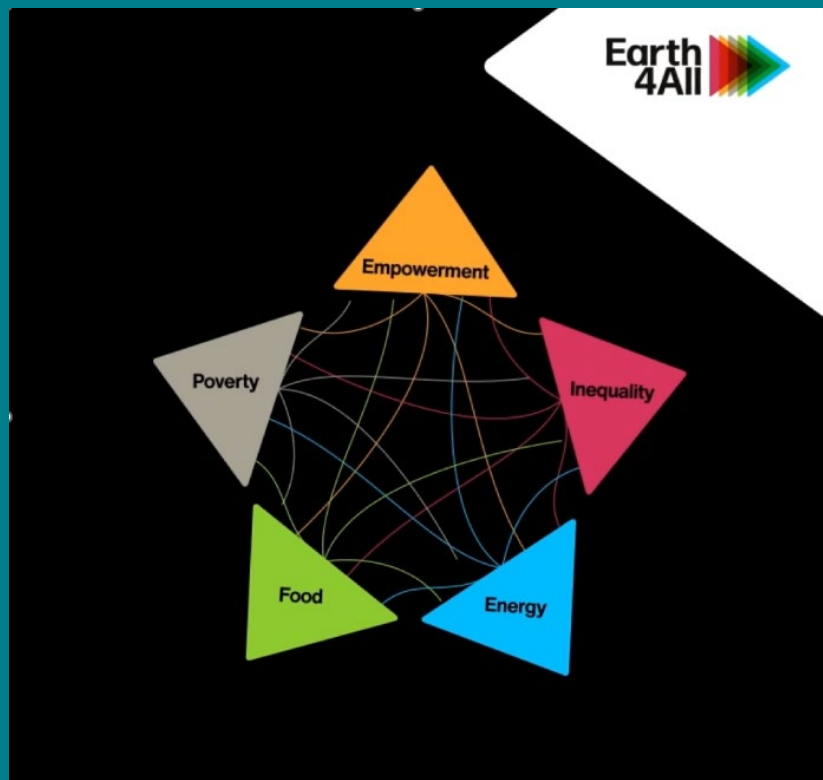 Earth
4All
Empowerment
Poverty
Inequality
Food
Energy